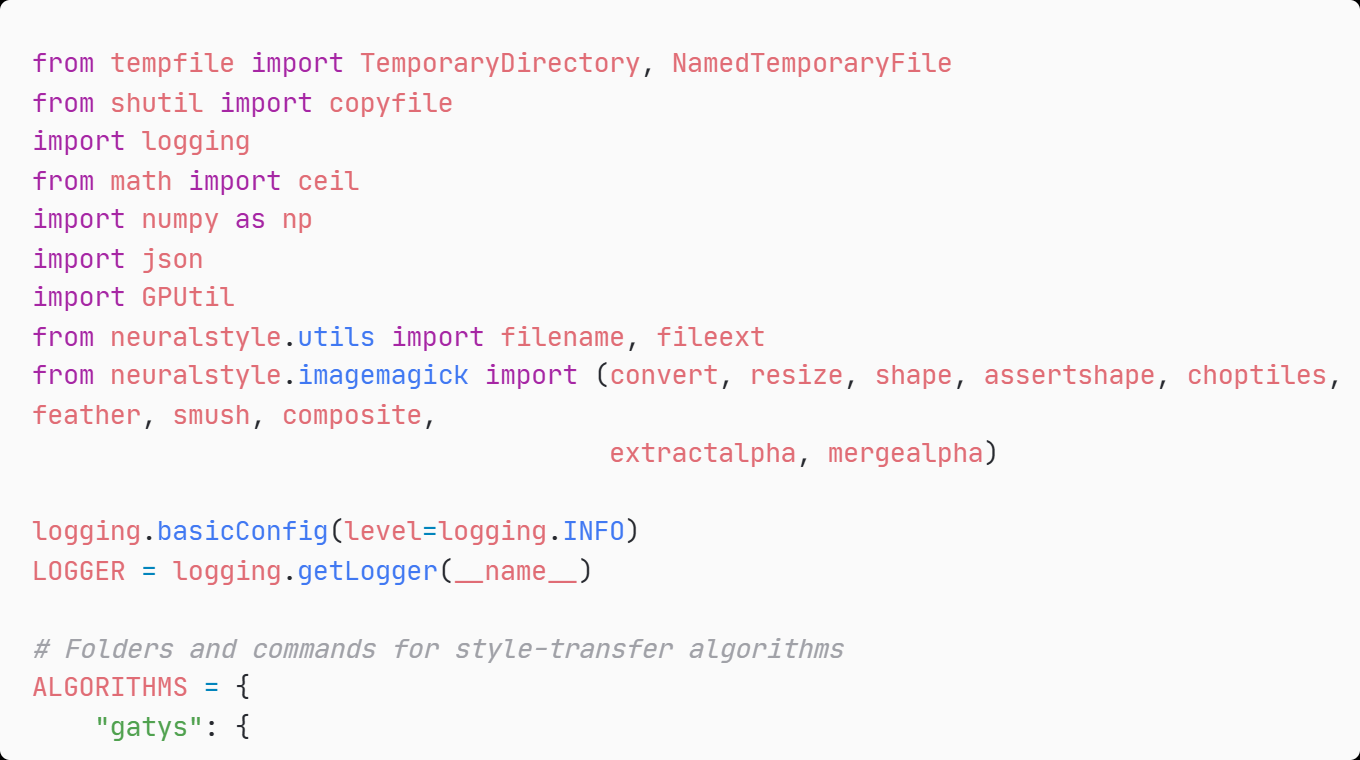 from tempfile import TemporaryDirectory, NamedTemporaryFile
from shutil import copyfile
import logging
from math import ceil
import numpy as np
import json
import GPUtil
from neuralstyle.utils import filename, fileext
from neuralstyle.imagemagick import (convert, resize, shape, assertshape, choptiles,
feather, smush, composite,
                                     extractalpha, mergealpha)

logging.basicConfig(level=logging.INFO)
LOGGER = logging.getLogger(__name__)

# Folders and commands for style-transfer algorithms
ALGORITHMS = {
    "gatys": {